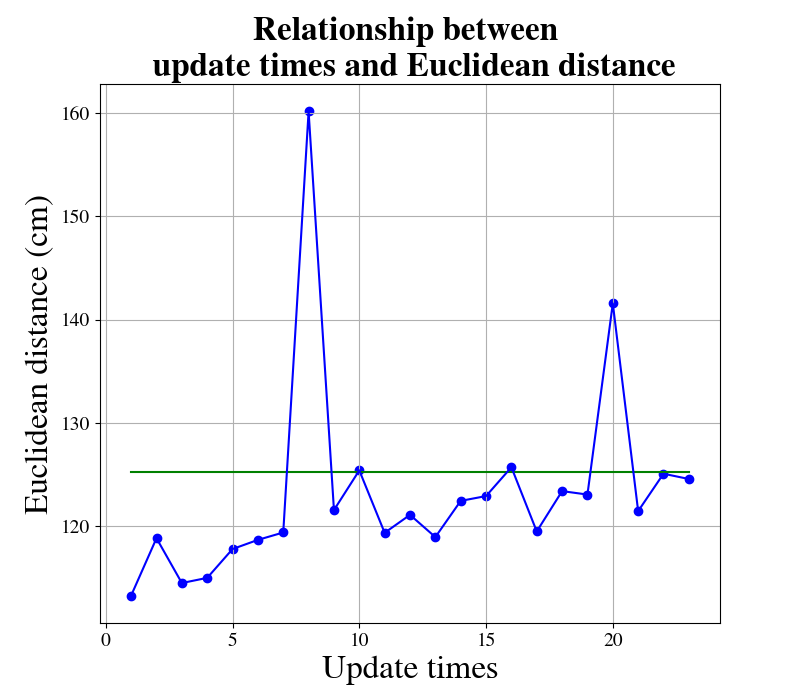 Relationship between
update times and Euclidean distance
160
150
140
130
120
Euclidean distance (cm)
0 5 10 15 20
Update times